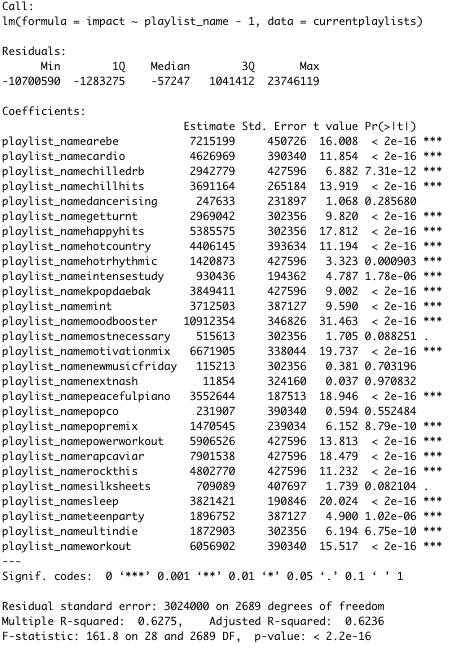 Call:
lm(formula = impact ~ playlist_name - 1, data = currentplaylists)
Residuals:
Min 1Q Median 3Q Max
-10700590 -1283275 -57247 1041412 23746119
Coefficients:
Estimate Std. Error t value Pr(>|t|)
playlist_namearebe 7215199 450726 16.008 < 2e-16 ***
playlist_namecardio 4626969 390340 11.854 < 2e-16 ***
playlist_namechilledrb 2942779 427596 6.882 7.31e-12 ***
playlist_namechillhits 3691164 265184 13.919 < 2e-16 ***
playlist_namedancerising 247633 231897 1.068 0.285680
playlist_namegetturnt 2969042 302356 9.820 < 2e-16 ***
playlist_namehappyhits 5385575 302356 17.812 < 2e-16 ***
playlist_namehotcountry 4406145 393634 11.194 < 2e-16 ***
playlist_namehotrhythmic 1420873 427596 3.323 0.000903 ***
playlist_nameintensestudy 930436 194362 4.787 1.78e-06 ***
playlist_namekpopdaebak 3849411 427596 9.002 < 2e-16 ***
playlist_namemint 3712503 387127 9.590 < 2e-16 ***
playlist_namemoodbooster 10912354 346826 31.463 < 2e-16 ***
playlist_namemostnecessary 515613 302356 1.705 0.088251 .
playlist_namemotivationmix 6671905 338044 19.737 < 2e-16 ***
playlist_namenewmusicfriday 115213 302356 0.381 0.703196
playlist_namenextnash 11854 324160 0.037 0.970832
playlist_namepeacefulpiano 3552644 187513 18.946 < 2e-16 ***
playlist_namepopco 231907 390340 0.594 0.552484
playlist_namepopremix 1470545 239034 6.152 8.79e-10 ***
playlist_namepowerworkout 5906526 427596 13.813 < 2e-16 ***
playlist_namerapcaviar 7901538 427596 18.479 < 2e-16 ***
playlist_namerockthis 4802770 427596 11.232 < 2e-16 ***
playlist_namesilksheets 709089 407697 1.739 0.082104 .
playlist_namesleep 3821421 190846 20.024 < 2e-16 ***
playlist_nameteenparty 1896752 387127 4.900 1.02e-06 ***
playlist_nameultindie 1872903 302356 6.194 6.75e-10 ***
playlist_nameworkout 6056902 390340 15.517 < 2e-16 ***
---
Signif. codes: 0 ‘***’ 0.001 ‘**’ 0.01 ‘*’ 0.05 ‘.’ 0.1 ‘ ’ 1
Residual standard error: 3024000 on 2689 degrees of freedom
Multiple R-squared: 0.6275, Adjusted R-squared: 0.6236
F-statistic: 161.8 on 28 and 2689 DF, p-value: < 2.2e-16